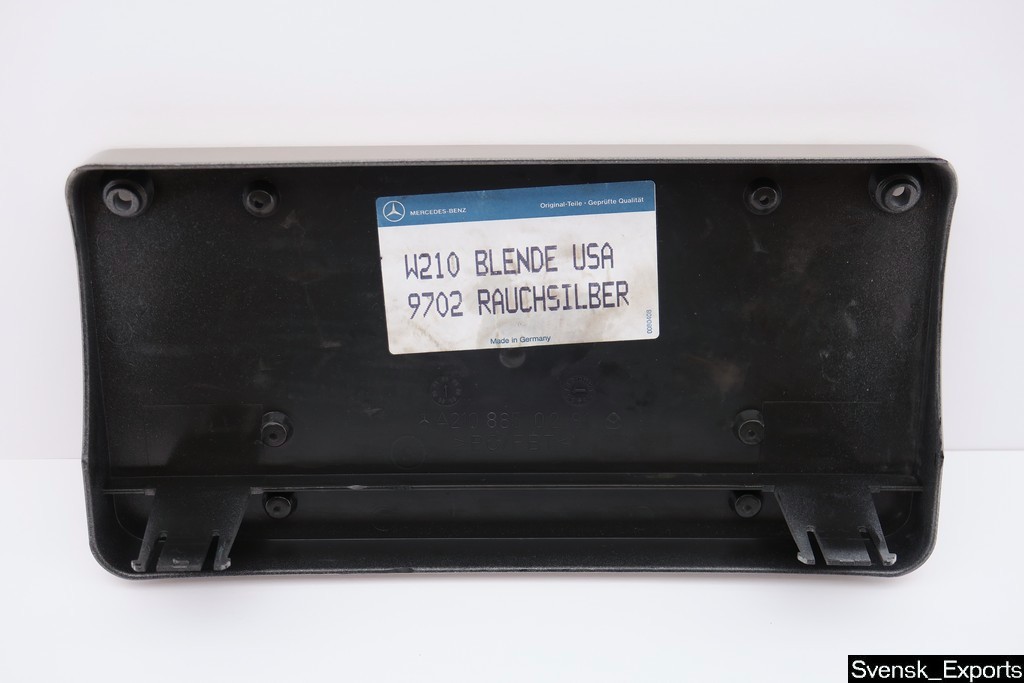 MERCEDES-BENZ Original-Teile · Geprüfte Qualität
W210 BLENDE USA
9702 RAUCHSILBER
Made in Germany
Svensk_Exports